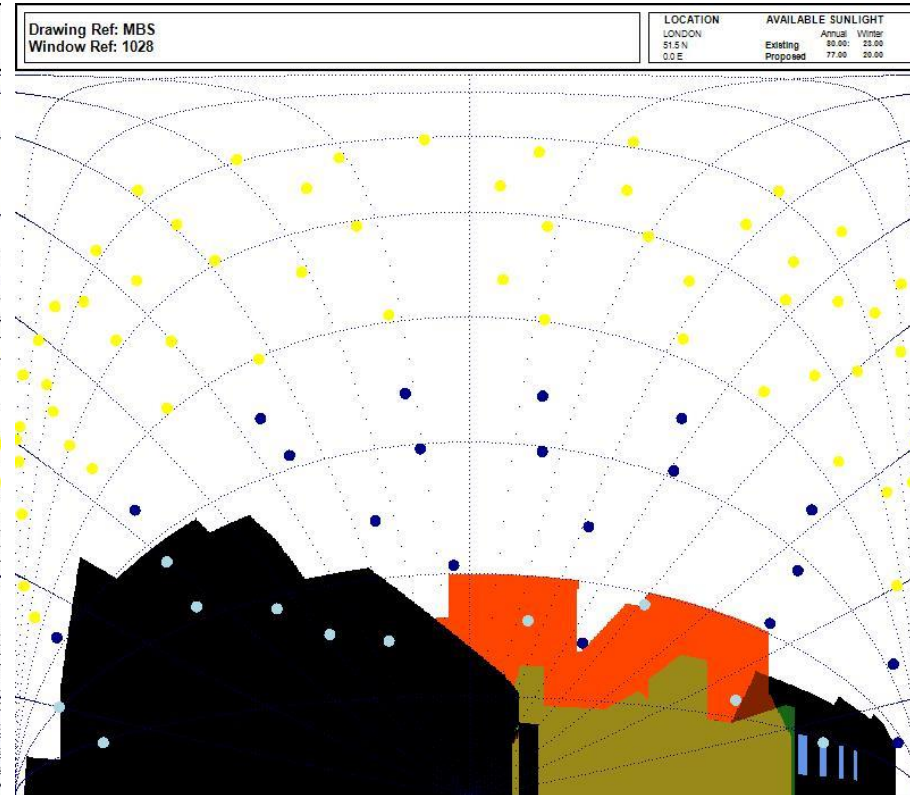 Drawing Ref: MBS
Window Ref: 1028
LOCATION
LONDON
51.5 N
0.0 E
AVAILABLE SUNLIGHT
Annual Winter
Existing 80.00: 23.00
Proposed 77.00 20.00